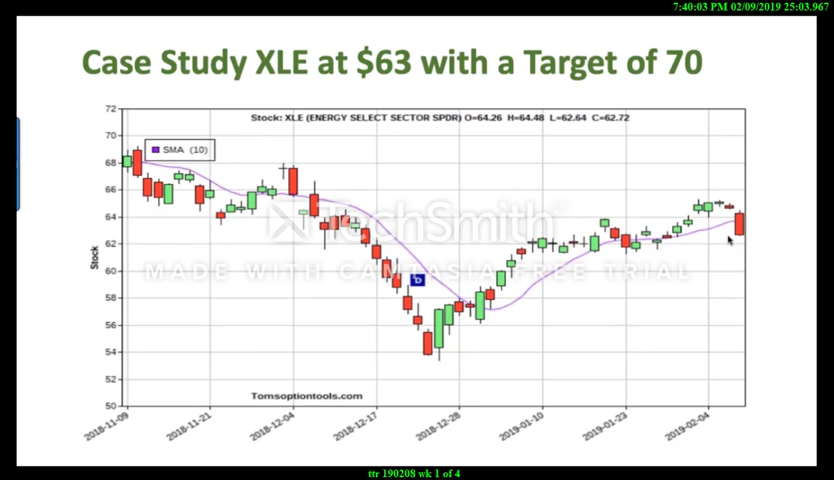 7:40:03 PM 02/09/2019 25:03.967
Case Study XLE at $63 with a Target of 70
Stock: XLE (ENERGY SELECT SECTOR SPDR) O=64.26 H=64.48 L=62.64 C=62.72
SMA (10)
72
70
68
66
64
62
60
58
56
54
52
50
Stock
TechSmith
MADE WITH CAMTASIA FREE TRIAL
D
Tomsoptiontools.com
2018-11-09
2018-11-21
2018-12-04
2018-12-17
2018-12-28
2019-01-10
2019-01-23
2019-02-04
ttr 190208 wk 1 of 4